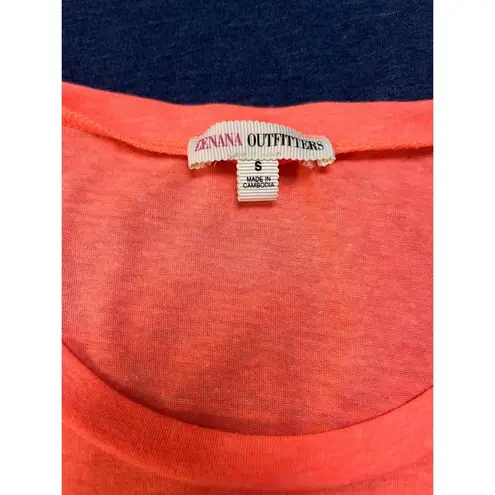 ZENANA OUTFITTERS
S
MADE IN
CAMBODIA